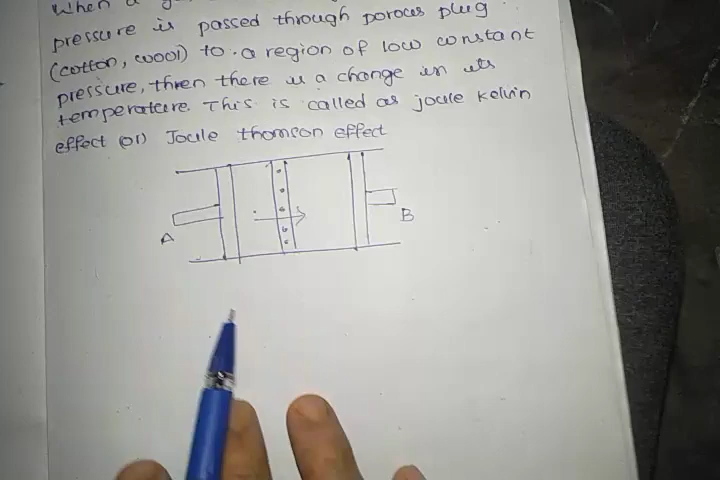 When a
pressure is passed through porous plug
(cotton, wool) to a region of low constant
pressure, then there is a change in its
temperature. This is called as joule Kelvin
effect (or) Joule thomson effect
A
B